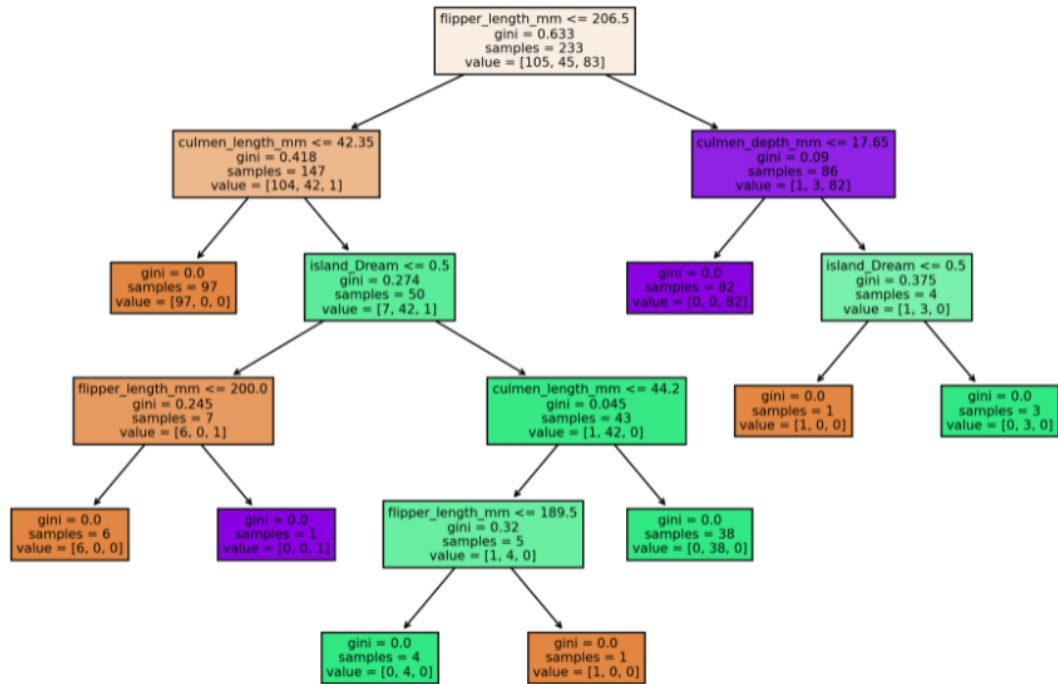 flipper_length_mm <= 206.5
gini = 0.633
samples = 233
value = [105, 45, 83]
culmen_length_mm <= 42.35
gini = 0.418
samples = 147
value = [104, 42, 1]
culmen_depth_mm <= 17.65
gini = 0.09
samples = 86
value = [1, 3, 82]
gini = 0.0
samples = 97
value = [97, 0, 0]
island_Dream <= 0.5
gini = 0.274
samples = 50
value = [7, 42, 1]
gini = 0.0
samples = 82
value = [0, 0, 82]
island_Dream <= 0.5
gini = 0.375
samples = 4
value = [1, 3, 0]
flipper_length_mm <= 200.0
gini = 0.245
samples = 7
value = [6, 0, 1]
culmen_length_mm <= 44.2
gini = 0.045
samples = 43
value = [1, 42, 0]
gini = 0.0
samples = 1
value = [1, 0, 0]
gini = 0.0
samples = 3
value = [0, 3, 0]
gini = 0.0
samples = 6
value = [6, 0, 0]
gini = 0.0
samples = 1
value = [0, 0, 1]
flipper_length_mm <= 189.5
gini = 0.32
samples = 5
value = [1, 4, 0]
gini = 0.0
samples = 38
value = [0, 38, 0]
gini = 0.0
samples = 4
value = [0, 4, 0]
gini = 0.0
samples = 1
value = [1, 0, 0]